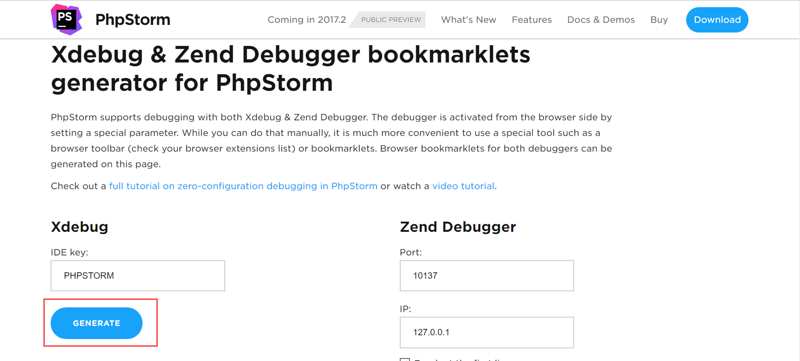 PS PhpStorm Coming in 2017.2 PUBLIC PREVIEW What's New Features Docs & Demos Buy Download
Xdebug & Zend Debugger bookmarklets
generator for PhpStorm
PhpStorm supports debugging with both Xdebug & Zend Debugger. The debugger is activated from the browser side by
setting a special parameter. While you can do that manually, it is much more convenient to use a special tool such as a
browser toolbar (check your browser extensions list) or bookmarklets. Browser bookmarklets for both debuggers can be
generated on this page.
Check out a full tutorial on zero-configuration debugging in PhpStorm or watch a video tutorial.
Xdebug
IDE key:
PHPSTORM
GENERATE
Zend Debugger
Port:
10137
IP:
127.0.0.1